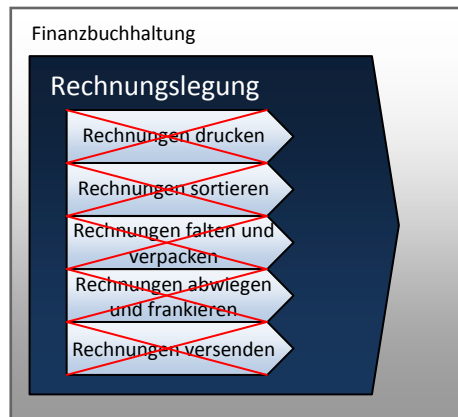 Finanzbuchhaltung
Rechnungslegung
Rechnungen drucken
Rechnungen sortieren
Rechnungen falten und
verpacken
Rechnungen abwiegen
und frankieren
Rechnungen versenden